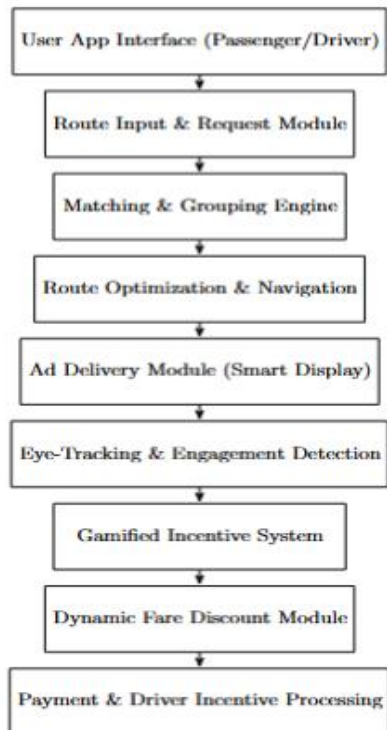 User App Interface (Passenger/Driver)
Route Input & Request Module
Matching & Grouping Engine
Route Optimization & Navigation
Ad Delivery Module (Smart Display)
Eye-Tracking & Engagement Detection
Gamified Incentive System
Dynamic Fare Discount Module
Payment & Driver Incentive Processing